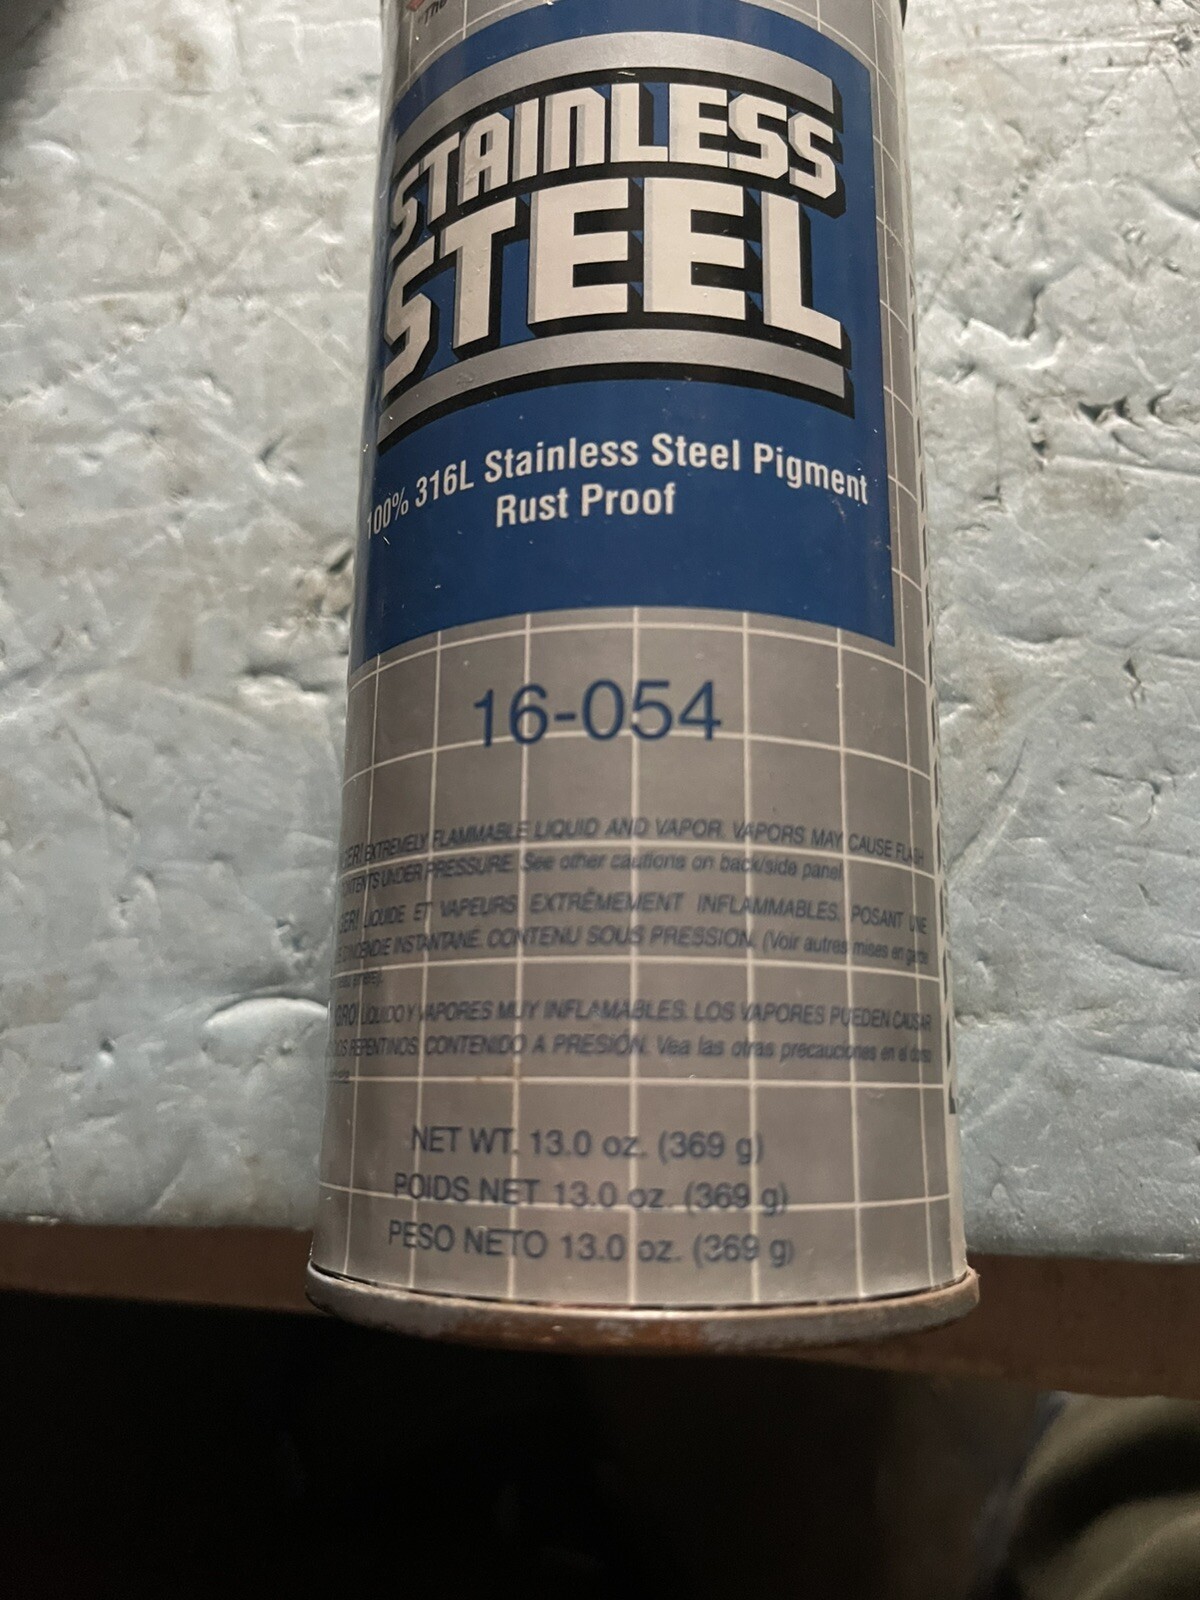 "The
STAINLESS
STEEL
100% 316L Stainless Steel Pigment
Rust Proof
16-054
EXTREMELY FLAMMABLE LIQUID AND VAPOR. VAPORS MAY CAUSE FLASH
CONTENTS UNDER PRESSURE. See other cautions on back/side panel
LIQUIDE ET VAPEURS EXTRÊMEMENT INFLAMMABLES, POSANT UNE
D'INCENDIE INSTANTANÉ. CONTENU SOUS PRESSION. (Voir autres mises en garde
LÍQUIDO Y VAPORES MUY INFLAMABLES. LOS VAPORES PUEDEN CAUSAR
REPENTINOS. CONTENIDO A PRESIÓN. Vea las otras precauciones en el dorso
NET WT. 13.0 oz. (369 g)
POIDS NET 13.0 oz. (369 g)
PESO NETO 13.0 oz. (369 g)